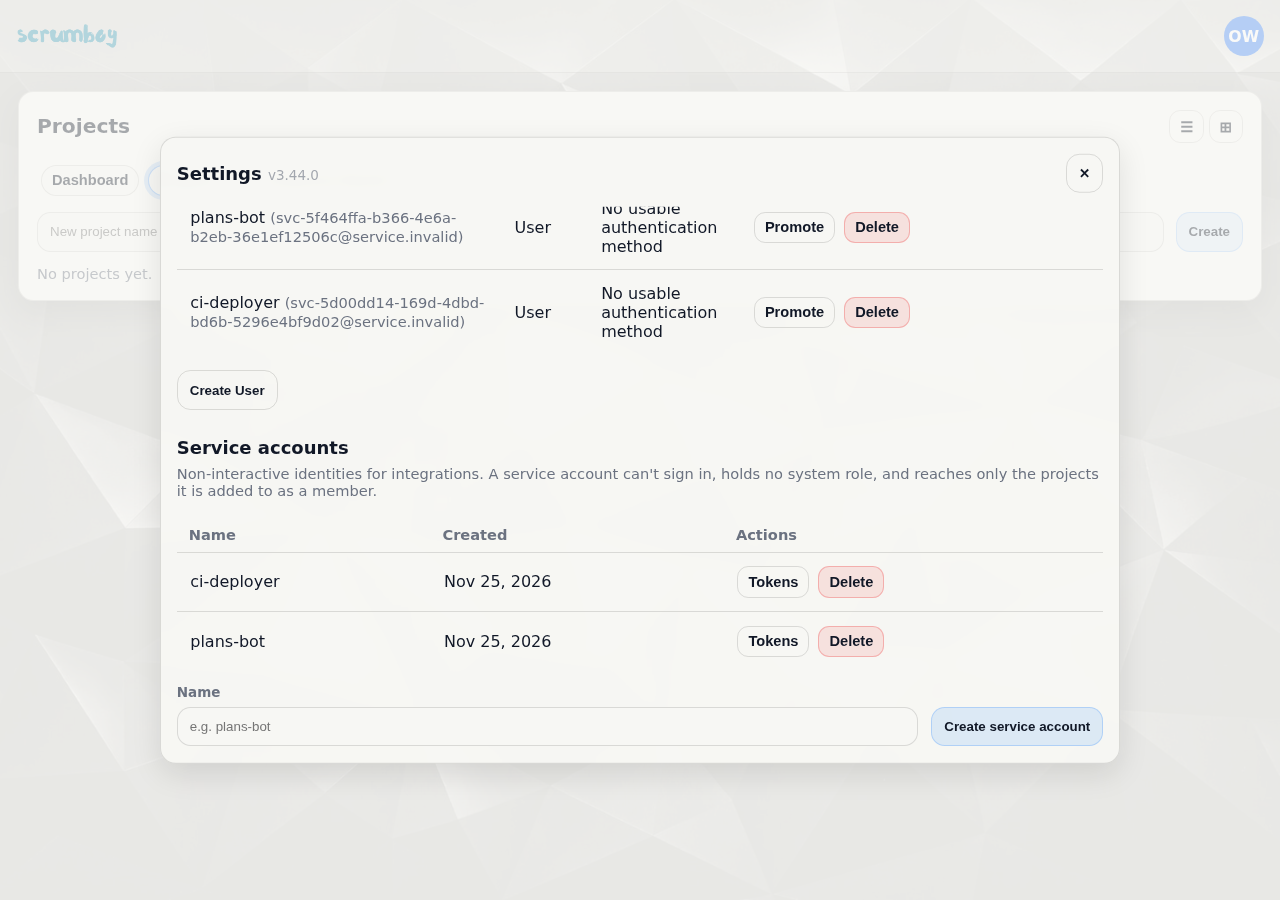 scrumboy
OW
Projects
Dashboard
New project name
Create
No projects yet.
Settings v3.44.0
×
plans-bot (svc-5f464ffa-b366-4e6a-
b2eb-36e1ef12506c@service.invalid)
User
No usable
authentication
method
Promote
Delete
ci-deployer (svc-5d00dd14-169d-4dbd-
bd6b-5296e4bf9d02@service.invalid)
User
No usable
authentication
method
Promote
Delete
Create User
Service accounts
Non-interactive identities for integrations. A service account can't sign in, holds no system role, and reaches only the projects
it is added to as a member.
Name Created Actions
ci-deployer Nov 25, 2026 Tokens Delete
plans-bot Nov 25, 2026 Tokens Delete
Name
e.g. plans-bot
Create service account